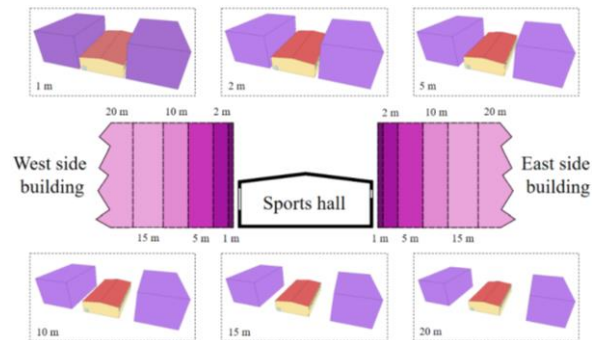 1 m
2 m
5 m
20 m 10 m 2 m
2 m 10 m 20 m
West side
building
Sports hall
East side
building
15 m 5 m 1 m
1 m 5 m 15 m
10 m
15 m
20 m